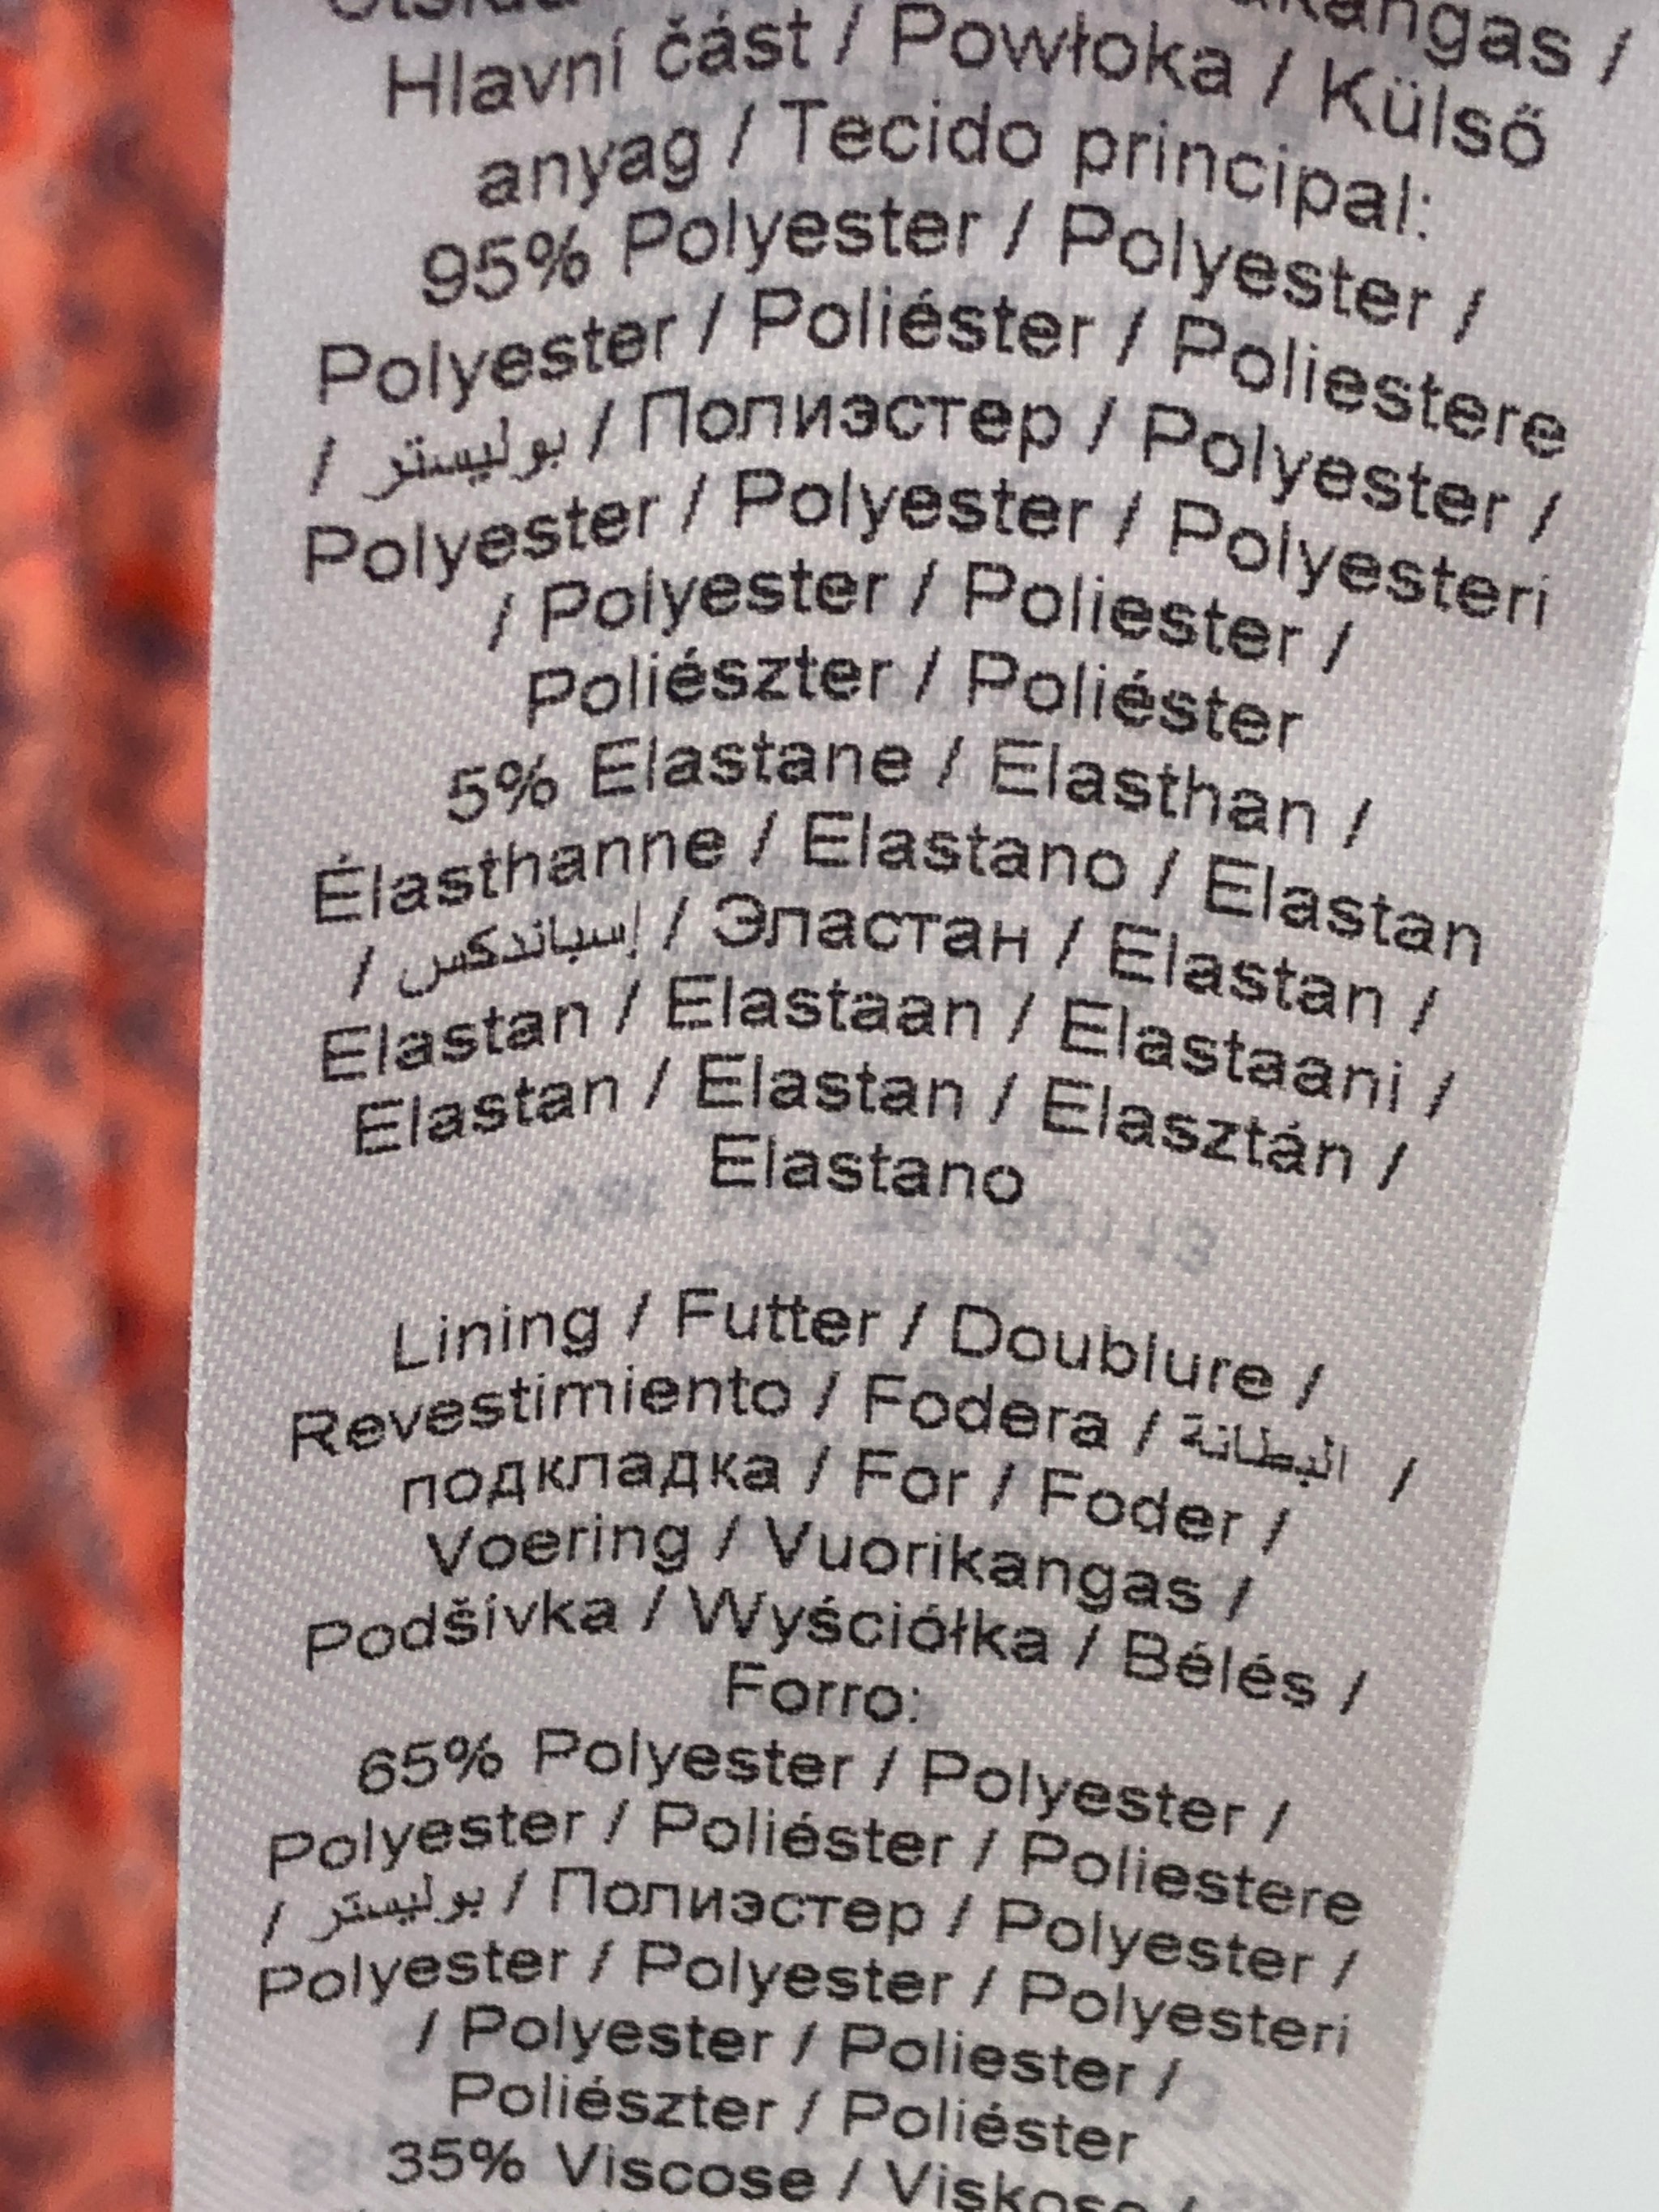 Hlavní část / Powłoka / Külső
anyag / Tecido principal:
95% Polyester / Polyester /
Polyester / Poliéster / Poliestere
/ بوليستر / Полиэстер / Polyester /
Polyester / Polyester / Polyesteri
/ Polyester / Poliester /
Poliészter / Poliéster
5% Elastane / Elasthan /
Élasthanne / Elastano / Elastan
/ إسباندكس / Эластан / Elastan /
Elastan / Elastaan / Elastaani /
Elastan / Elastan / Elasztán /
Elastano
Lining / Futter / Doublure /
Revestimiento / Fodera / البطانة /
подкладка / For / Foder /
Voering / Vuorikangas /
Podšívka / Wyściółka / Bélés /
Forro:
65% Polyester / Polyester /
Polyester / Poliéster / Poliestere
/ بوليستر / Полиэстер / Polyester /
Polyester / Polyester / Polyesteri
/ Polyester / Poliester /
Poliészter / Poliéster
35% Viscose / Viskose /